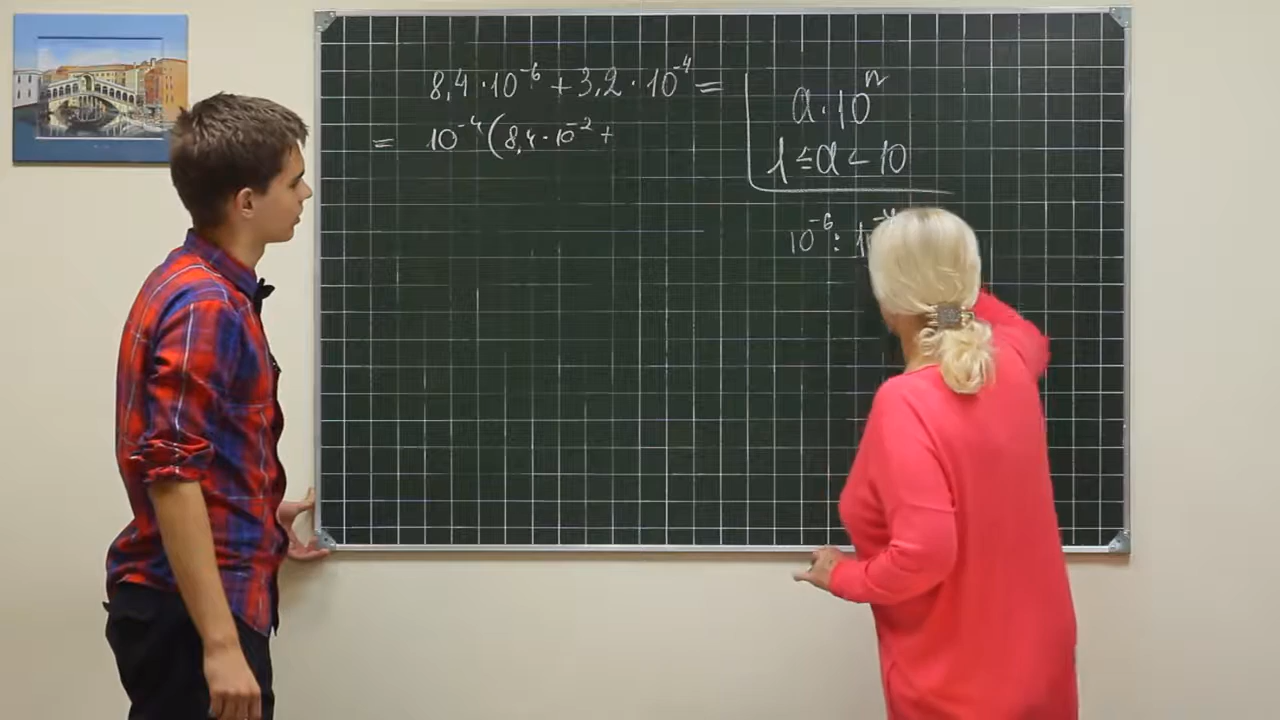 8,4 · 10⁻⁶ + 3,2 · 10⁻⁴ =
= 10⁻⁴ (8,4 · 10⁻² +
a · 10ⁿ
1 ≤ a < 10
10⁻⁶ :